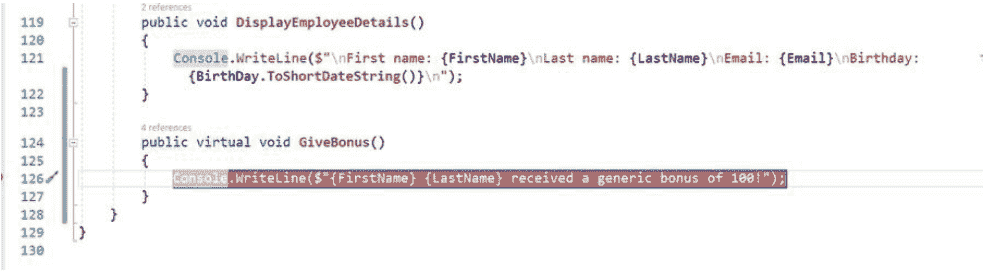 2 references
119 public void DisplayEmployeeDetails()
120 {
121 Console.WriteLine($"\nFirst name: {FirstName}\nLast name: {LastName}\nEmail: {Email}\nBirthday:
{BirthDay.ToShortDateString()}\n");
122 }
123
4 references
124 public virtual void GiveBonus()
125 {
126 Console.WriteLine($"{FirstName} {LastName} received a generic bonus of 100!");
127 }
128 }
129 }
130